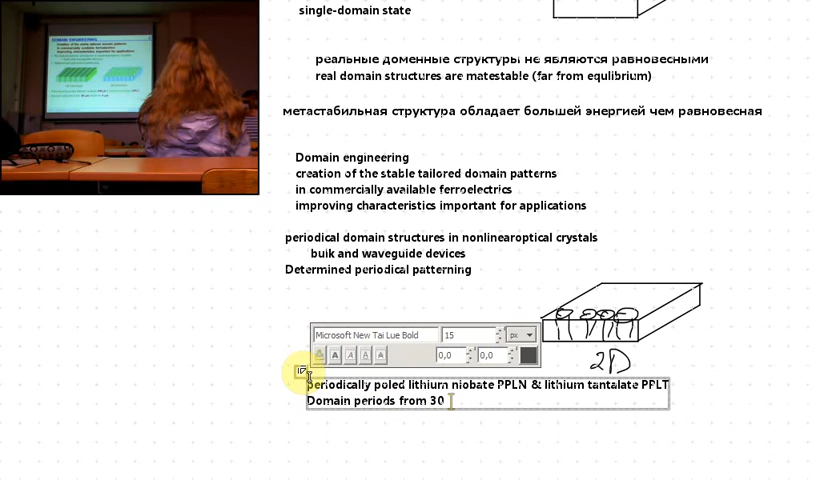 single-domain state
реальные доменные структуры не являются равновесными
real domain structures are matestable (far from equlibrium)
метастабильная структура обладает большей энергией чем равновесная
Domain engineering
creation of the stable tailored domain patterns
in commercially available ferroelectrics
improving characteristics important for applications
periodical domain structures in nonlinearoptical crystals
buik and waveguide devices
Determined periodical patterning
Microsoft New Tai Lue Bold 15 px
A A A A A 0,0 0,0
2D
periodically poled lithium niobate PPLN & lithium tantalate PPLT
Domain periods from 30
DOMAIN ENGINEERING